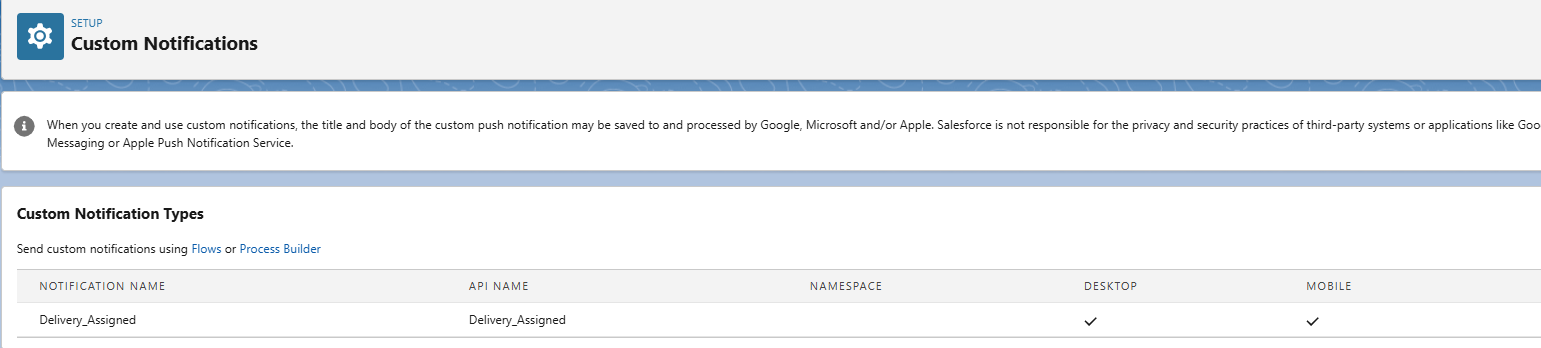 SETUP
Custom Notifications
When you create and use custom notifications, the title and body of the custom push notification may be saved to and processed by Google, Microsoft and/or Apple. Salesforce is not responsible for the privacy and security practices of third-party systems or applications like
Messaging or Apple Push Notification Service.
Custom Notification Types
Send custom notifications using Flows or Process Builder
NOTIFICATION NAME API NAME NAMESPACE DESKTOP MOBILE
Delivery_Assigned Delivery_Assigned